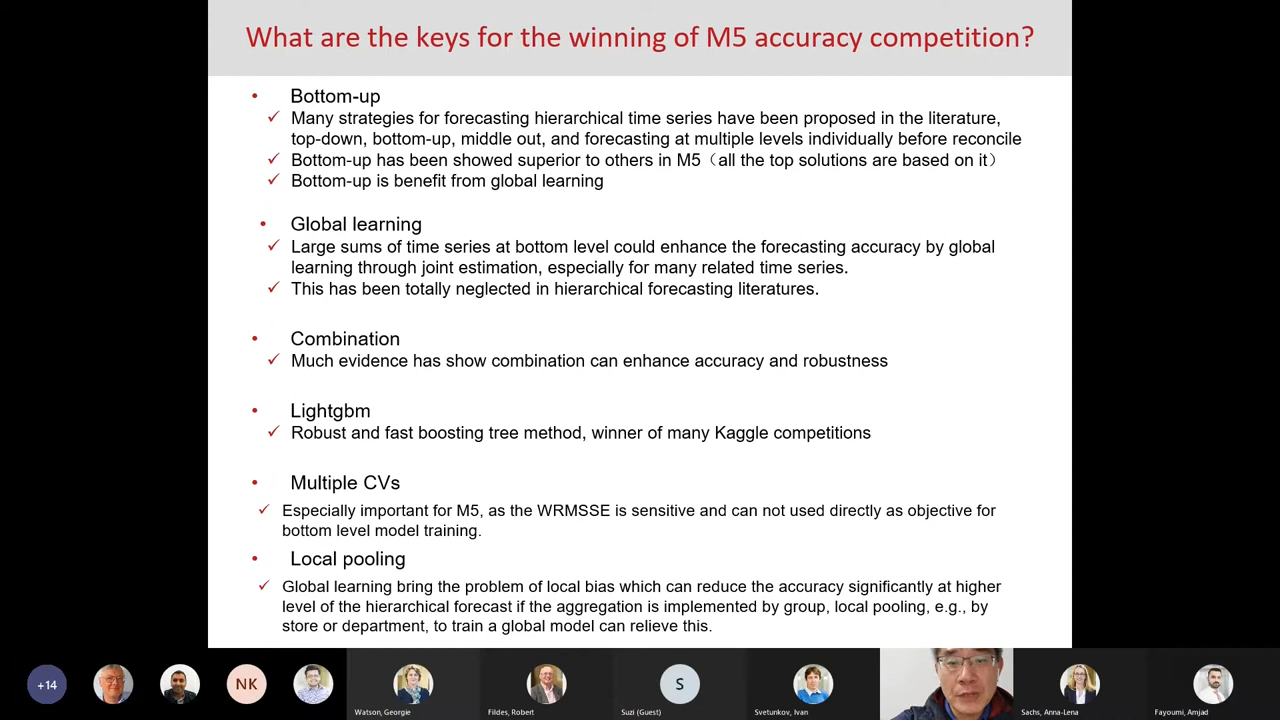 What are the keys for the winning of M5 accuracy competition?
• Bottom-up
✓ Many strategies for forecasting hierarchical time series have been proposed in the literature,
top-down, bottom-up, middle out, and forecasting at multiple levels individually before reconcile
✓ Bottom-up has been showed superior to others in M5（all the top solutions are based on it）
✓ Bottom-up is benefit from global learning
• Global learning
✓ Large sums of time series at bottom level could enhance the forecasting accuracy by global
learning through joint estimation, especially for many related time series.
✓ This has been totally neglected in hierarchical forecasting literatures.
• Combination
✓ Much evidence has show combination can enhance accuracy and robustness
• Lightgbm
✓ Robust and fast boosting tree method, winner of many Kaggle competitions
• Multiple CVs
✓ Especially important for M5, as the WRMSSE is sensitive and can not used directly as objective for
bottom level model training.
• Local pooling
✓ Global learning bring the problem of local bias which can reduce the accuracy significantly at higher
level of the hierarchical forecast if the aggregation is implemented by group, local pooling, e.g., by
store or department, to train a global model can relieve this.
+14 NK S
Watson, Georgie Fildes, Robert Suzi (Guest) Svetunkov, Ivan Sachs, Anna-Lena Fayoumi, Amjad